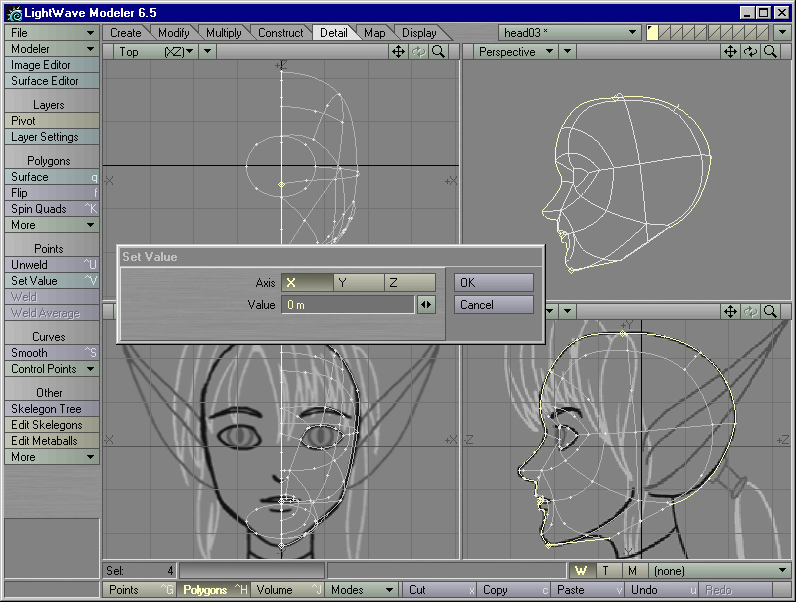 LightWave Modeler 6.5
File
Create Modify Multiply Construct Detail Map Display head03 *
Modeler
Top (XZ) Perspective
Image Editor
Surface Editor
Layers
Pivot
Layer Settings
Polygons
Surface q
Flip f
Spin Quads ^K
More
Points
Unweld ^U
Set Value ^V
Weld
Weld Average
Curves
Smooth ^S
Control Points
Other
Skelegon Tree
Edit Skelegons
Edit Metaballs
More
+Z
-X +X
Set Value
Axis X Y Z OK
Value 0 m Cancel
+Y
-X +X -Z +Z
-Y
Sel: 4 W T M (none)
Points ^G Polygons ^H Volume ^J Modes Cut x Copy c Paste v Undo u Redo